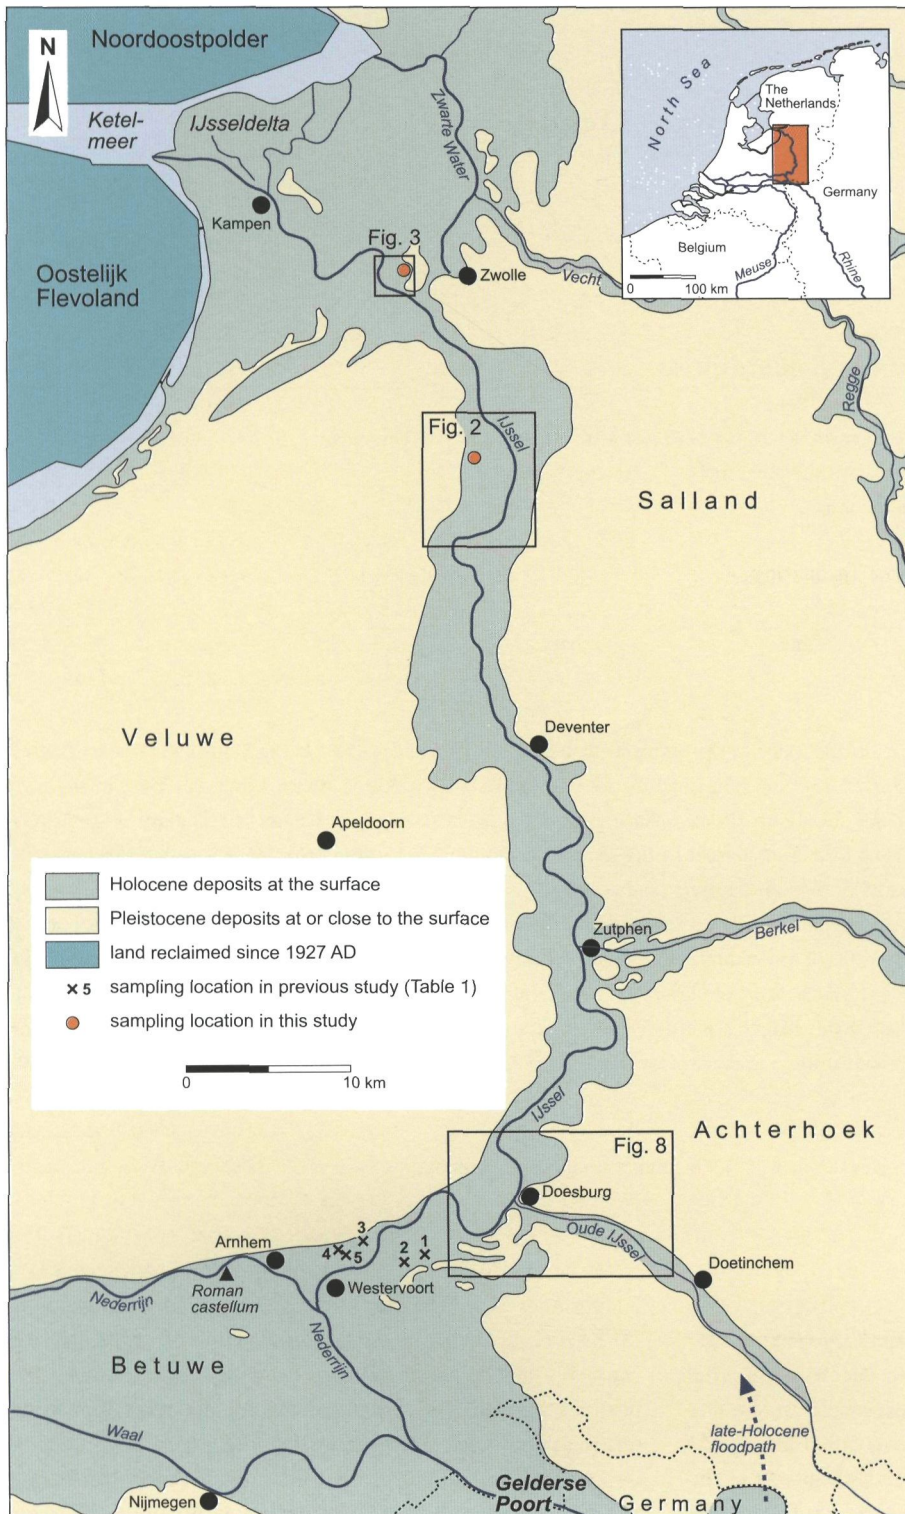 Noordoostpolder
N
Ketel-
meer
IJsseldelta
Zwarte Water
Kampen
Fig. 3
Zwolle
Vecht
Oostelijk
Flevoland
North Sea
The
Netherlands
Germany
Belgium
Meuse
Rhine
0 100 km
Regge
Fig. 2
IJssel
Salland
Veluwe
Deventer
Apeldoorn
Holocene deposits at the surface
Pleistocene deposits at or close to the surface
land reclaimed since 1927 AD
× 5 sampling location in previous study (Table 1)
sampling location in this study
0 10 km
Zutphen
Berkel
IJssel
Achterhoek
Fig. 8
Doesburg
Oude IJssel
Doetinchem
3
4 × × 5
2
1
Arnhem
Westervoort
Roman
castellum
Nederrijn
Nederrijn
Betuwe
Waal
Nijmegen
late-Holocene
floodpath
Gelderse
Poort
Germany